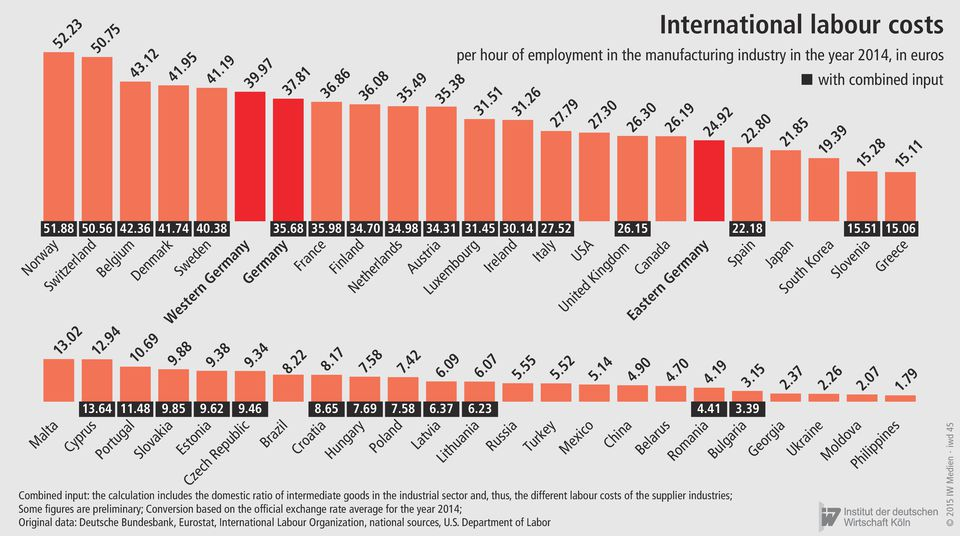 International labour costs
per hour of employment in the manufacturing industry in the year 2014, in euros
with combined input
52.23 50.75 43.12 41.95 41.19 39.97 37.81 36.86 36.08 35.49 35.38 31.51 31.26 27.79 27.30 26.30 26.19 24.92 22.80 21.85 19.39 15.28 15.11
51.88 50.56 42.36 41.74 40.38 35.68 35.98 34.70 34.98 34.31 31.45 30.14 27.52 26.15 22.18 15.51 15.06
Norway Switzerland Belgium Denmark Sweden Western Germany Germany France Finland Netherlands Austria Luxembourg Ireland Italy USA United Kingdom Canada Eastern Germany Spain Japan South Korea Slovenia Greece
13.02 12.94 10.69 9.88 9.38 9.34 8.22 8.17 7.58 7.42 6.09 6.07 5.55 5.52 5.14 4.90 4.70 4.19 3.15 2.37 2.26 2.07 1.79
13.64 11.48 9.85 9.62 9.46 8.65 7.69 7.58 6.37 6.23 4.41 3.39
Malta Cyprus Portugal Slovakia Estonia Czech Republic Brazil Croatia Hungary Poland Latvia Lithuania Russia Turkey Mexico China Belarus Romania Bulgaria Georgia Ukraine Moldova Philippines
Combined input: the calculation includes the domestic ratio of intermediate goods in the industrial sector and, thus, the different labour costs of the supplier industries;
Some figures are preliminary; Conversion based on the official exchange rate average for the year 2014;
Original data: Deutsche Bundesbank, Eurostat, International Labour Organization, national sources, U.S. Department of Labor
iw
Institut der deutschen
Wirtschaft Köln
© 2015 IW Medien · iwd 45